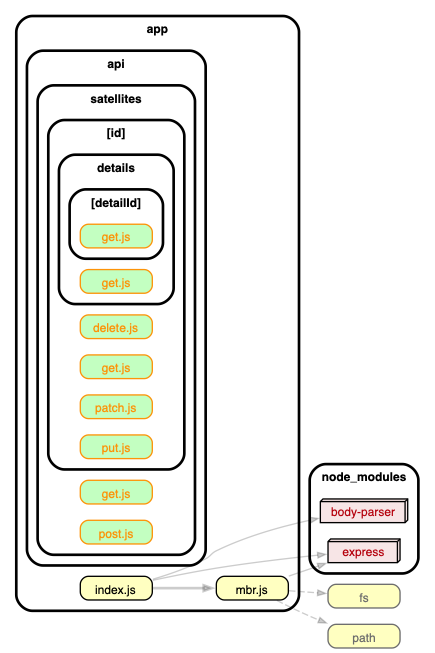 app
api
satellites
[id]
details
[detailId]
get.js
get.js
delete.js
get.js
patch.js
put.js
get.js
post.js
index.js
mbr.js
node_modules
body-parser
express
fs
path